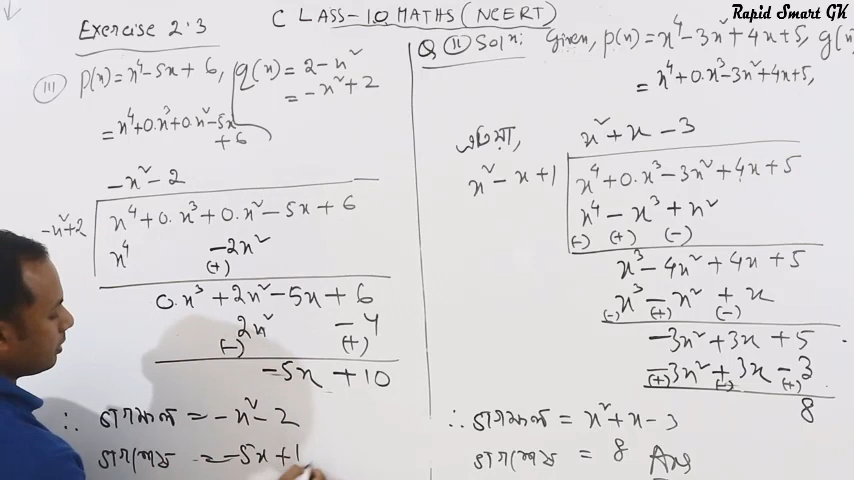 Rapid Smart GK
CLASS-10 MATHS (NCERT)
Exercise 2.3
(III) p(x) = x⁴-5x+6, g(x) = 2-x²
= -x²+2
= x⁴+0.x³+0.x²-5x
+6
-x²-2
-x²+2 | x⁴+0.x³+0.x²-5x+6
x⁴ -2x²
(+)
0.x³+2x²-5x+6
2x² -4
(-) (+)
-5x+10
∴ ভাগফল = -x²-2
ভাগশেষ = -5x+1
Q (II) Solⁿ: Given, p(x) = x⁴-3x²+4x+5, g(x
= x⁴+0.x³-3x²+4x+5,
এতিয়া,
x²+x-3
x²-x+1 | x⁴+0.x³-3x²+4x+5
x⁴-x³+x²
(-) (+) (-)
x³-4x²+4x+5
x³-x²+x
(-) (+) (-)
-3x²+3x+5
-3x²+3x-3
(+) (-) (+)
8
∴ ভাগফল = x²+x-3
ভাগশেষ = 8 Ans